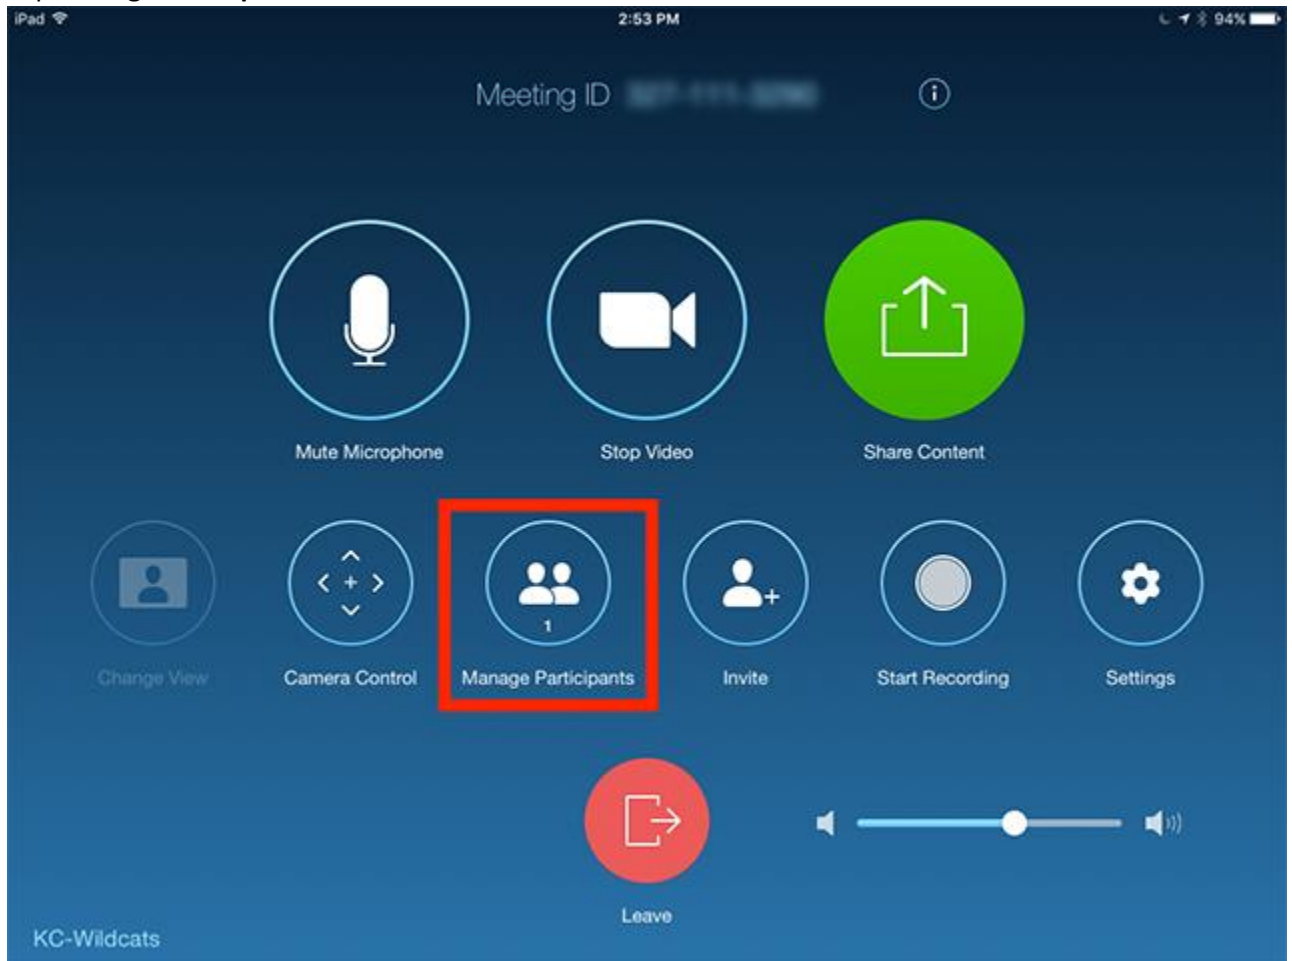 iPad 2:53 PM 94%
Meeting ID
Mute Microphone Stop Video Share Content
1
Change View Camera Control Manage Participants Invite Start Recording Settings
Leave
KC-Wildcats